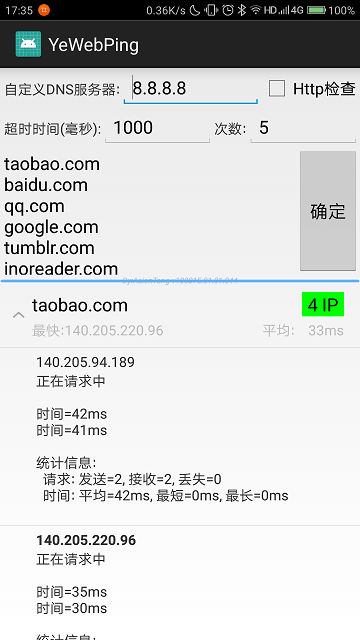 17:35 0.36K/s HD 4G 100%
YeWebPing
自定义DNS服务器: 8.8.8.8 Http检查
超时时间(毫秒): 1000 次数: 5
taobao.com
baidu.com
qq.com
google.com
tumblr.com
inoreader.com
确定
taobao.com 4 IP
最快:140.205.220.96 平均: 33ms
140.205.94.189
正在请求中
时间=42ms
时间=41ms
统计信息:
请求: 发送=2, 接收=2, 丢失=0
时间: 平均=42ms, 最短=0ms, 最长=0ms
140.205.220.96
正在请求中
时间=35ms
时间=30ms
统计信息: